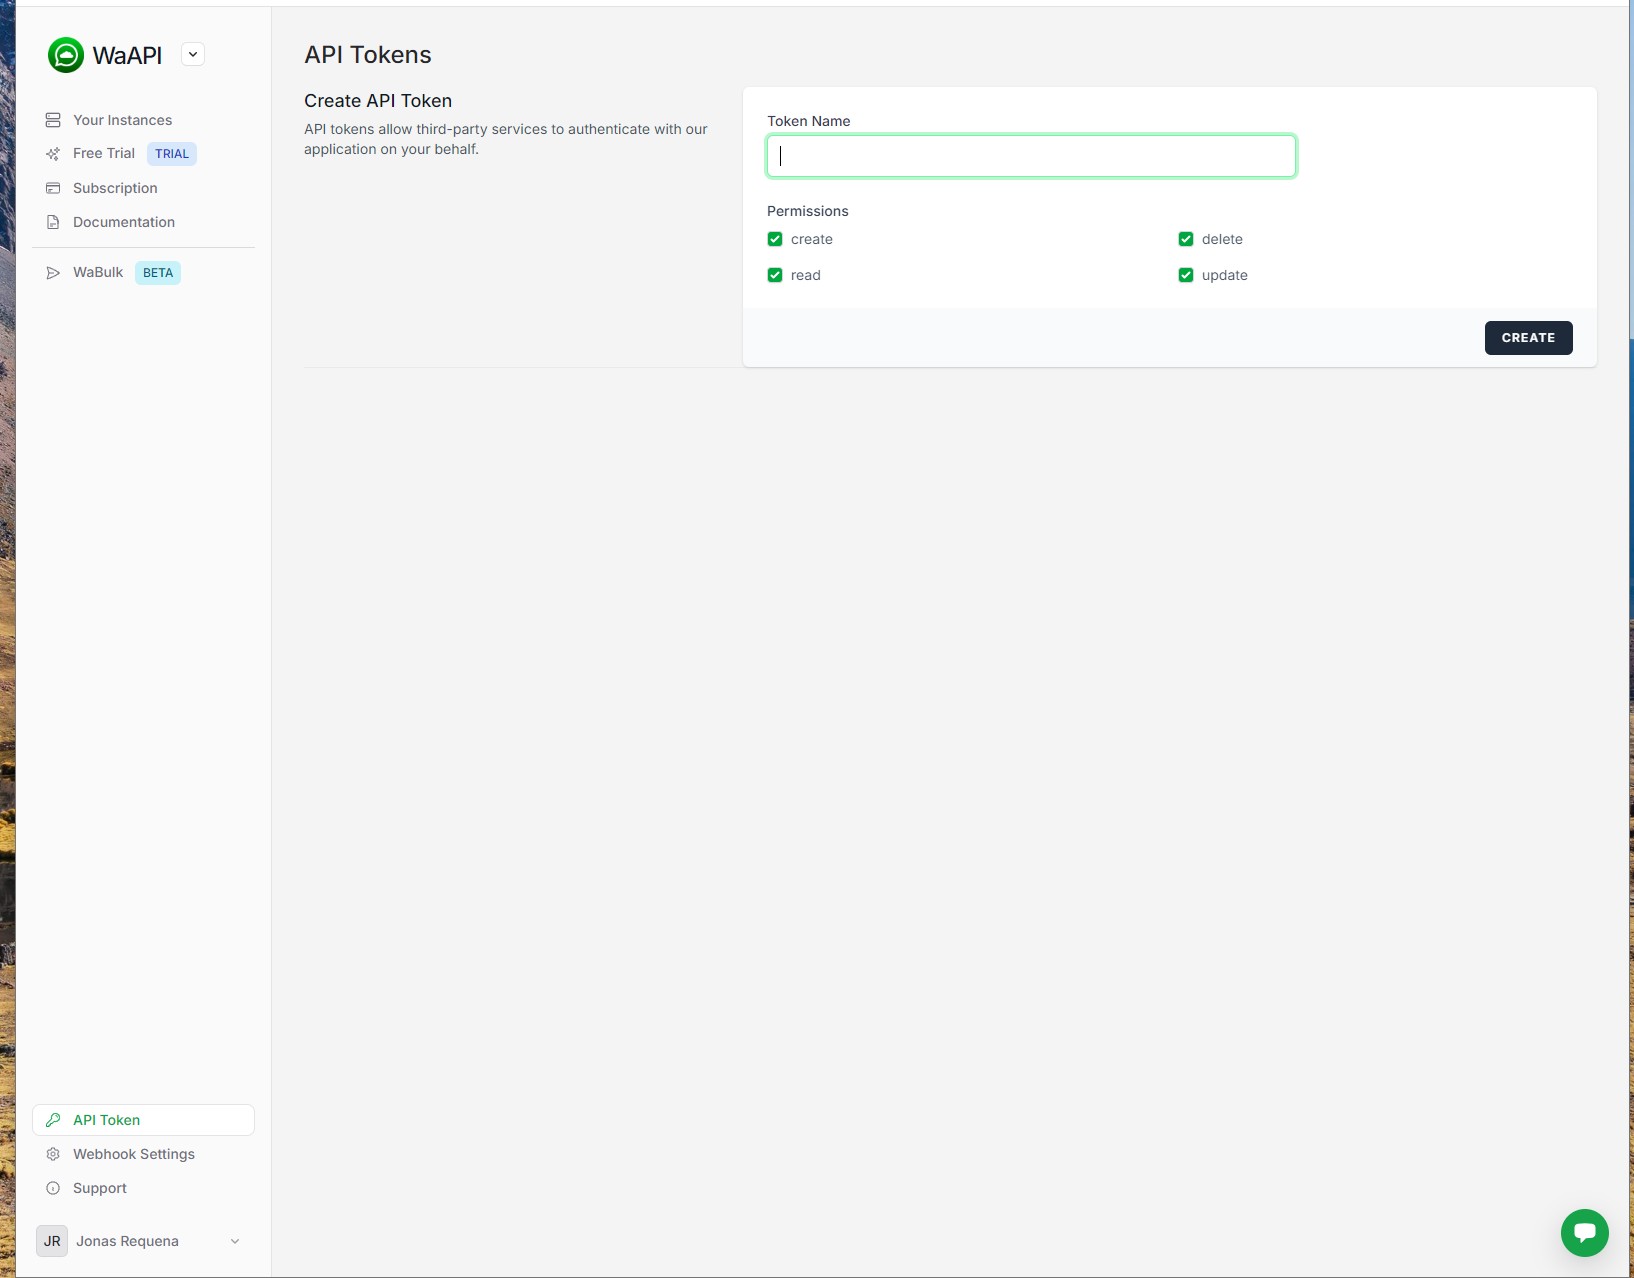 WaAPI
Your Instances
Free Trial TRIAL
Subscription
Documentation
WaBulk BETA
API Tokens
Create API Token
API tokens allow third-party services to authenticate with our
application on your behalf.
Token Name
Permissions
create
delete
read
update
CREATE
API Token
Webhook Settings
Support
JR Jonas Requena